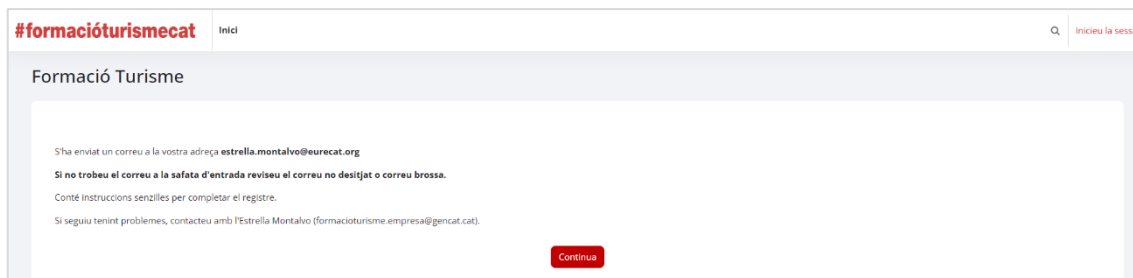 #formacióturismecat Inici Inicieu la sess
Formació Turisme
S'ha enviat un correu a la vostra adreça estrella.montalvo@eurecat.org
Si no trobeu el correu a la safata d'entrada reviseu el correu no desitjat o correu brossa.
Conté instruccions senzilles per completar el registre.
Si seguiu tenint problemes, contacteu amb l'Estrella Montalvo (formacioturisme.empresa@gencat.cat).
Continua